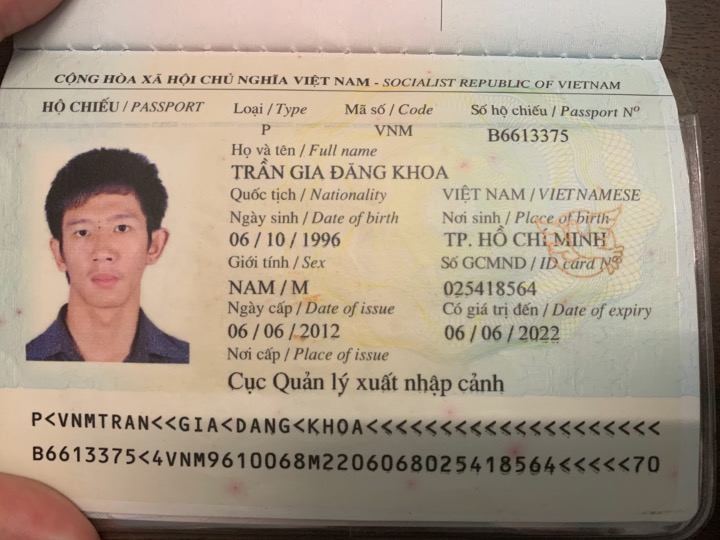 CỘNG HÒA XÃ HỘI CHỦ NGHĨA VIỆT NAM - SOCIALIST REPUBLIC OF VIETNAM
HỘ CHIẾU / PASSPORT Loại / Type Mã số / Code Số hộ chiếu / Passport Nº
P VNM B6613375
Họ và tên / Full name
TRẦN GIA ĐĂNG KHOA
Quốc tịch / Nationality VIỆT NAM / VIETNAMESE
Ngày sinh / Date of birth Nơi sinh / Place of birth
06 / 10 / 1996 TP. HỒ CHÍ MINH
Giới tính / Sex Số GCMND / ID card Nº
NAM / M 025418564
Ngày cấp / Date of issue Có giá trị đến / Date of expiry
06 / 06 / 2012 06 / 06 / 2022
Nơi cấp / Place of issue
Cục Quản lý xuất nhập cảnh
P<VNMTRAN<<GIA<DANG<KHOA<<<<<<<<<<<<<<<<<<<<
B6613375<4VNM9610068M2206068025418564<<<<<70